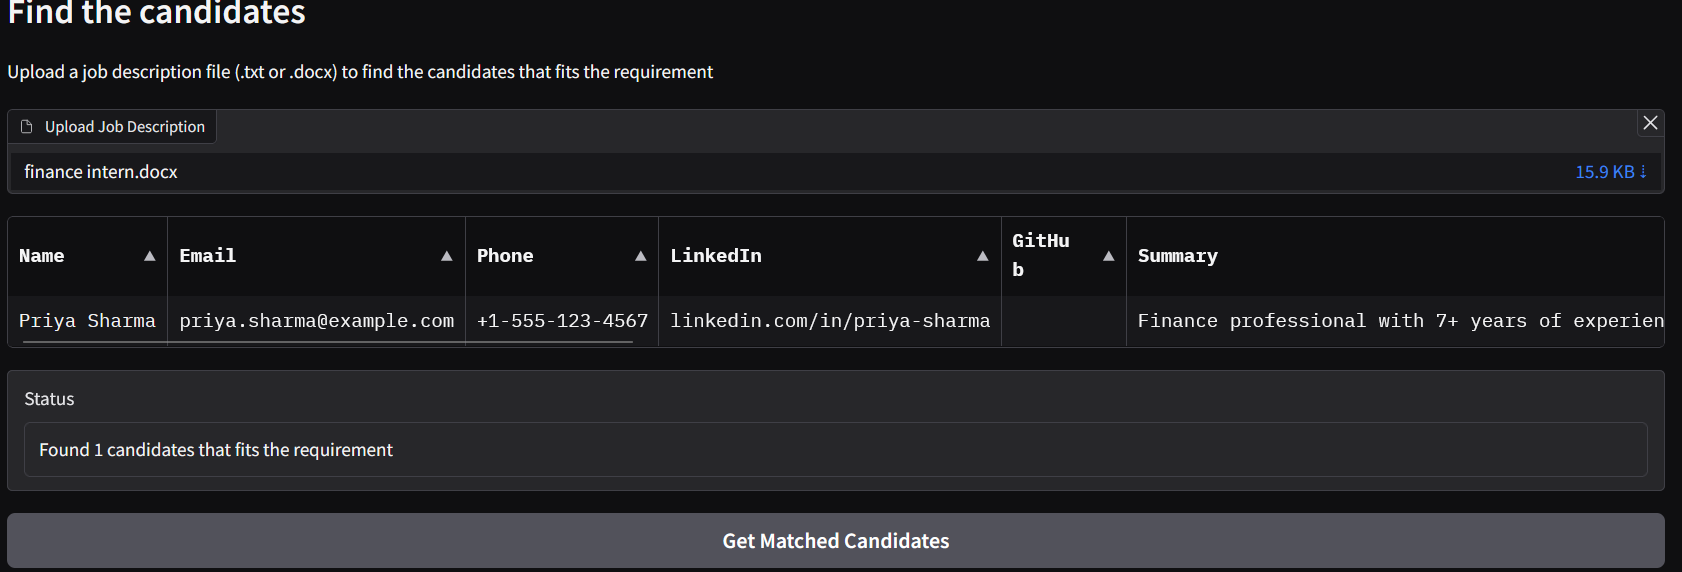 Find the candidates
Upload a job description file (.txt or .docx) to find the candidates that fits the requirement
Upload Job Description
finance intern.docx 15.9 KB ⇣
Name ▲ Email ▲ Phone ▲ LinkedIn ▲ GitHu ▲ Summary
b
Priya Sharma priya.sharma@example.com +1-555-123-4567 linkedin.com/in/priya-sharma Finance professional with 7+ years of experien
Status
Found 1 candidates that fits the requirement
Get Matched Candidates